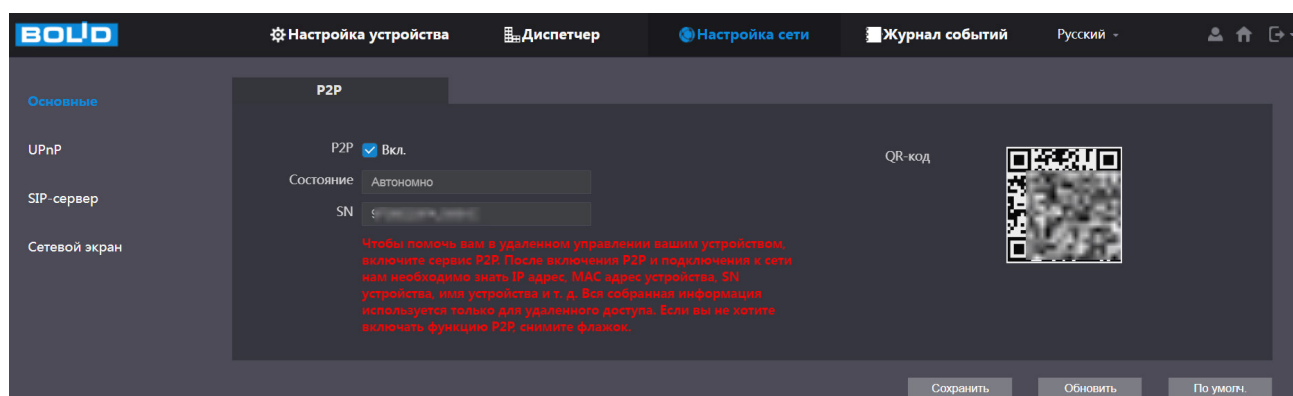 BOLID
Настройка устройства
Диспетчер
Настройка сети
Журнал событий
Русский
Основные
UPnP
SIP-сервер
Сетевой экран
P2P
P2P Вкл.
Состояние Автономно
SN 9
Чтобы помочь вам в удаленном управлении вашим устройством,
включите сервис P2P. После включения P2P и подключения к сети
нам необходимо знать IP адрес, MAC адрес устройства, SN
устройства, имя устройства и т. д. Вся собранная информация
используется только для удаленного доступа. Если вы не хотите
включать функцию P2P, снимите флажок.
QR-код
Сохранить
Обновить
По умолч.